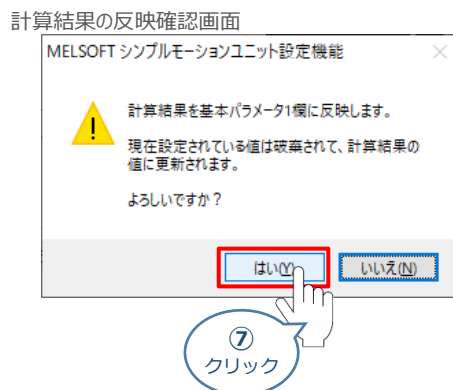 計算結果の反映確認画面
MELSOFT シンプルモーションユニット設定機能
計算結果を基本パラメータ1欄に反映します。
現在設定されている値は破棄されて、計算結果の
値に更新されます。
よろしいですか？
はい(Y)
いいえ(N)
⑦
クリック